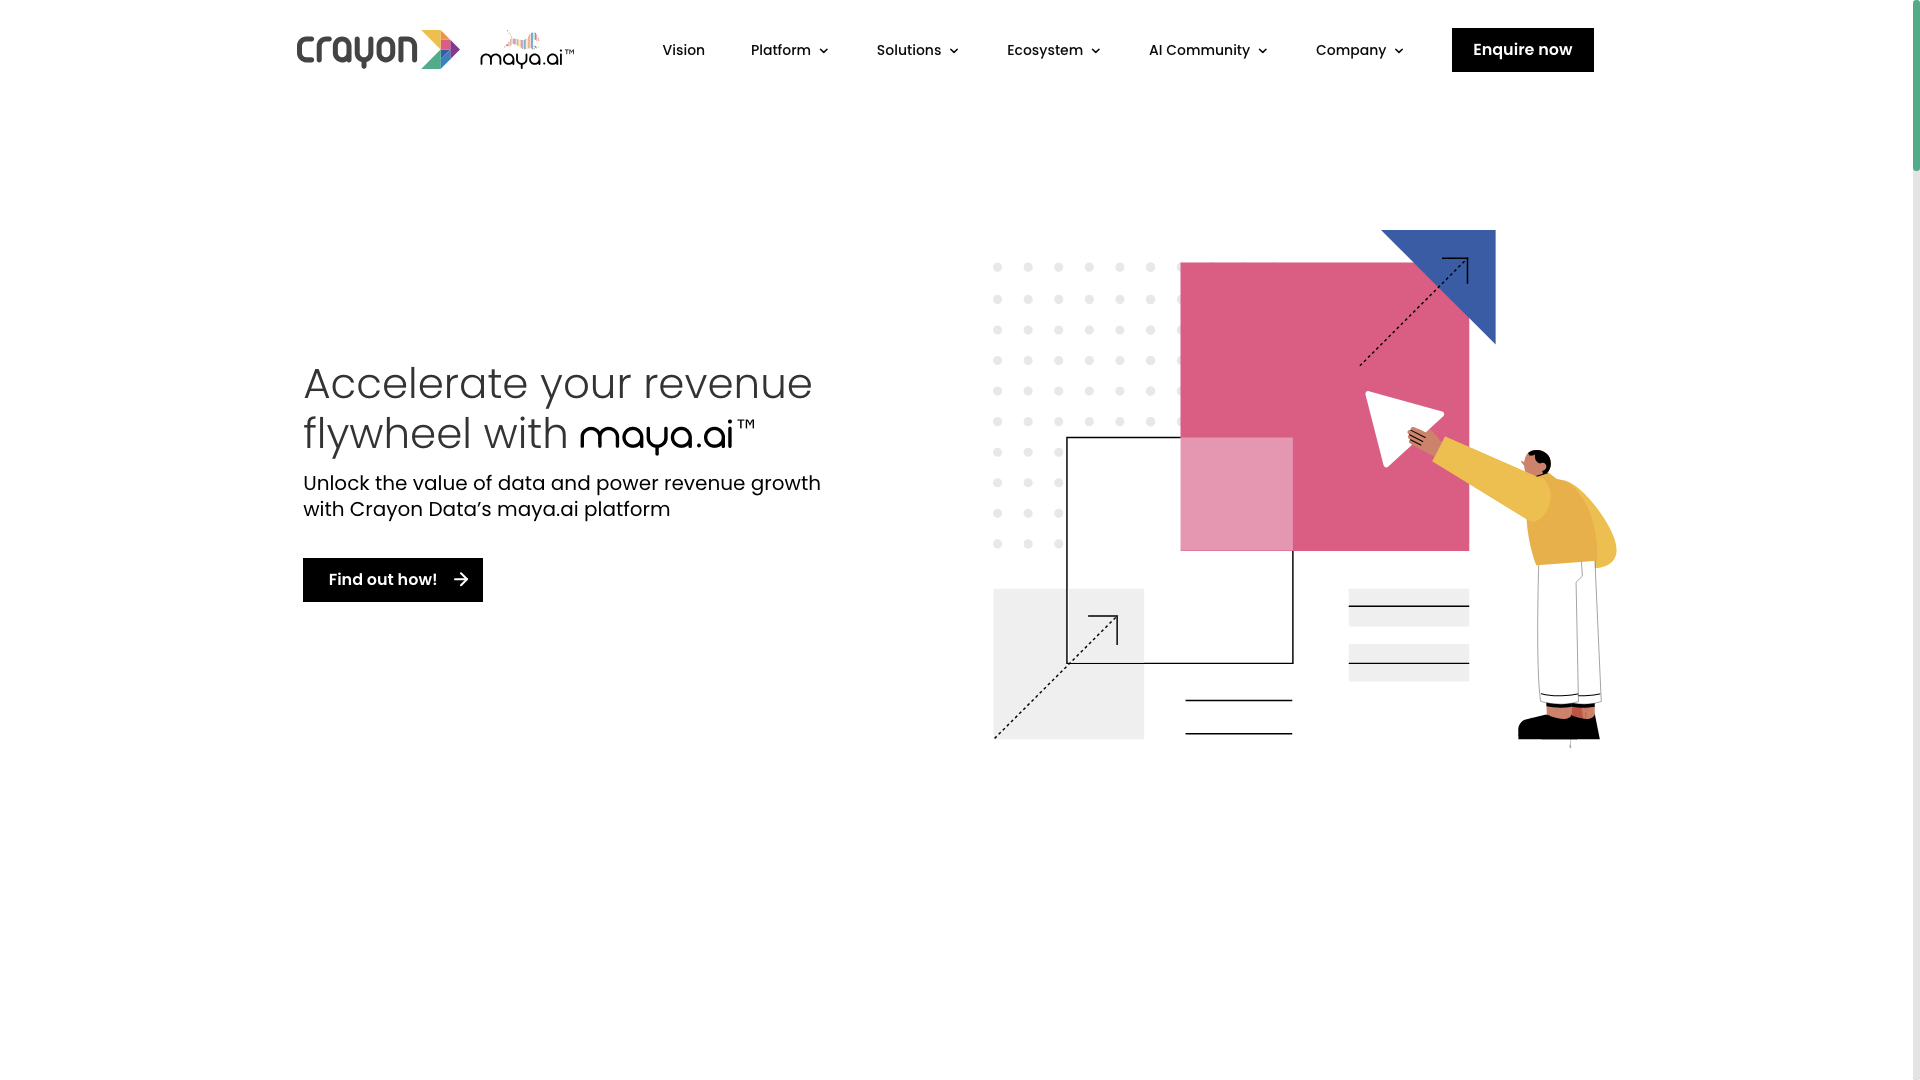 crayon
maya.ai™
Vision
Platform
Solutions
Ecosystem
AI Community
Company
Enquire now
Accelerate your revenue
flywheel with maya.ai™
Unlock the value of data and power revenue growth
with Crayon Data’s maya.ai platform
Find out how!